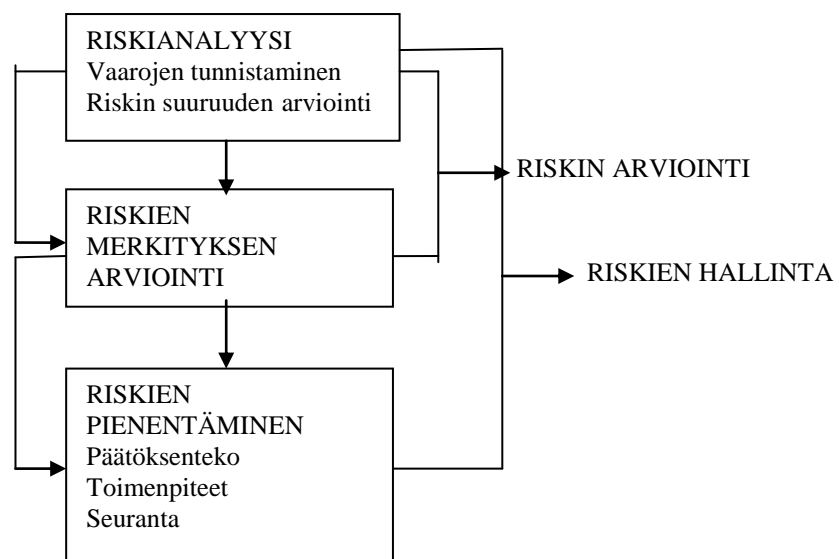 RISKIANALYYSI
Vaarojen tunnistaminen
Riskin suuruuden arviointi
RISKIN ARVIOINTI
RISKIEN
MERKITYKSEN
ARVIOINTI
RISKIEN HALLINTA
RISKIEN
PIENENTÄMINEN
Päätöksenteko
Toimenpiteet
Seuranta